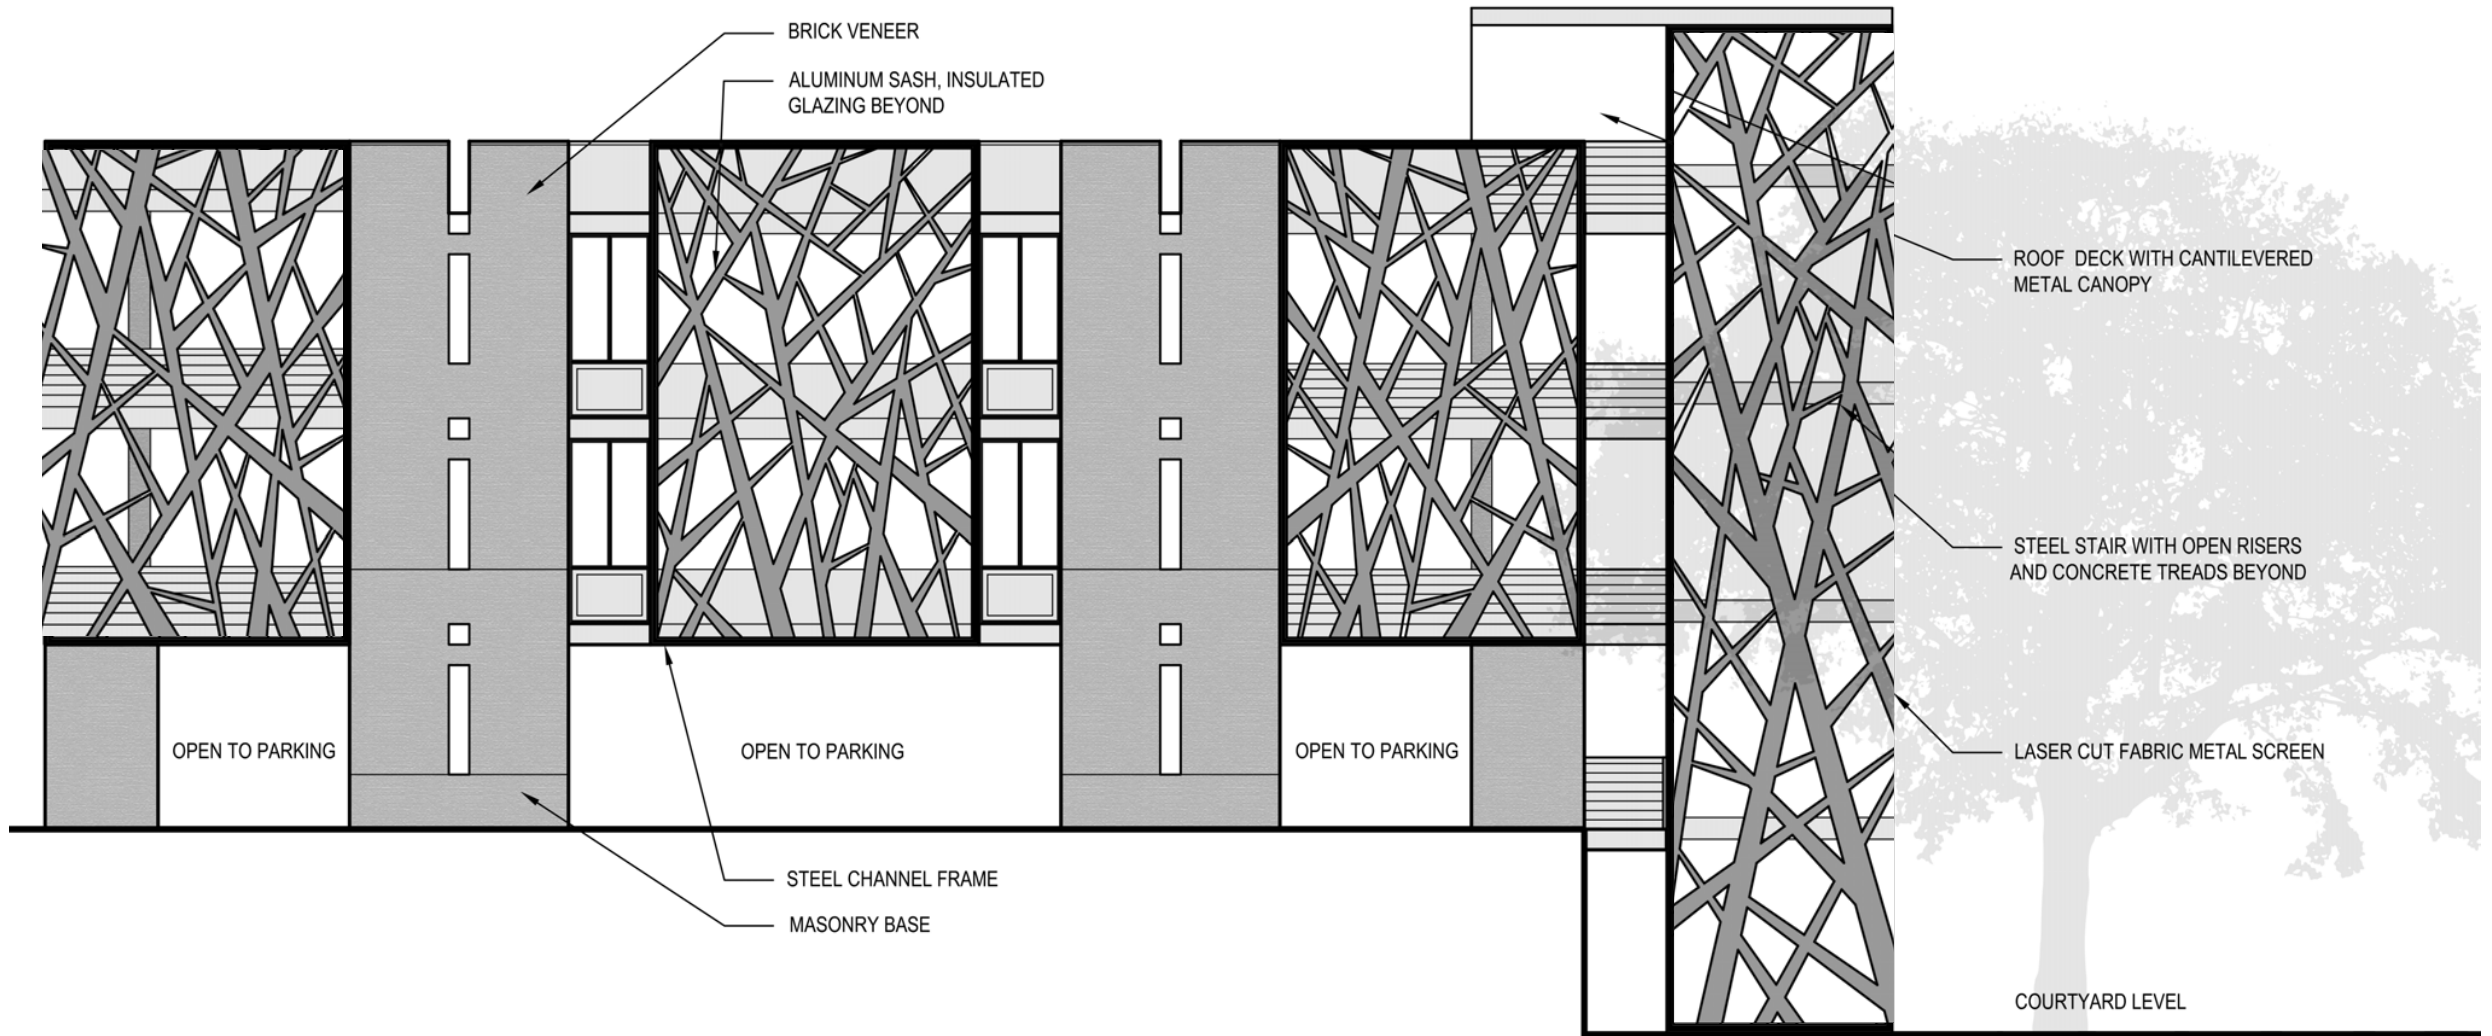 BRICK VENEER
ALUMINUM SASH, INSULATED
GLAZING BEYOND
ROOF DECK WITH CANTILEVERED
METAL CANOPY
STEEL STAIR WITH OPEN RISERS
AND CONCRETE TREADS BEYOND
OPEN TO PARKING
OPEN TO PARKING
OPEN TO PARKING
LASER CUT FABRIC METAL SCREEN
STEEL CHANNEL FRAME
MASONRY BASE
COURTYARD LEVEL